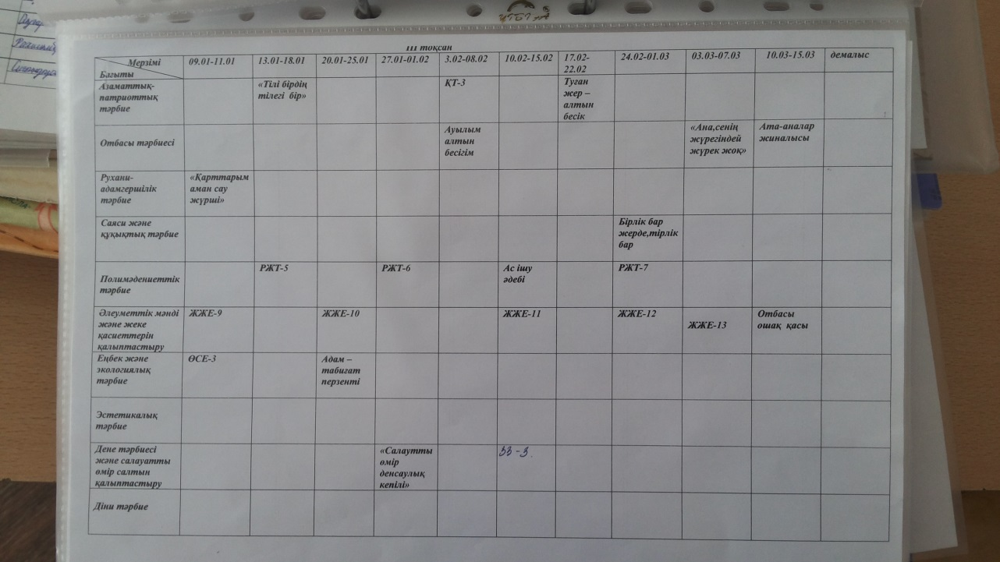 ІІІ тоқсан
Мерзімі
Бағыты
09.01-11.01
13.01-18.01
20.01-25.01
27.01-01.02
3.02-08.02
10.02-15.02
17.02-
22.02
24.02-01.03
03.03-07.03
10.03-15.03
демалыс
Азаматтық-
патриоттық
тәрбие
«Тілі бірдің
тілегі бір»
ҚТ-3
Туған
жер –
алтын
бесік
Отбасы тәрбиесі
Ауылым
алтын
бесігім
«Ана,сенің
жүрегіндей
жүрек жоқ»
Ата-аналар
жиналысы
Рухани-
адамгершілік
тәрбие
«Қарттарым
аман сау
жүрші»
Саяси және
құқықтық тәрбие
Бірлік бар
жерде,тірлік
бар
Полимәдениеттік
тәрбие
РЖТ-5
РЖТ-6
Ас ішу
әдебі
РЖТ-7
Әлеуметтік мәнді
және жеке
қасиеттерін
қалыптастыру
ЖЖЕ-9
ЖЖЕ-10
ЖЖЕ-11
ЖЖЕ-12
ЖЖЕ-13
Отбасы
ошақ қасы
Еңбек және
экологиялық
тәрбие
ӨСЕ-3
Адам –
табиғат
перзенті
Эстетикалық
тәрбие
Дене тәрбиесі
және салауатты
өмір салтын
қалыптастыру
«Салаутты
өмір
денсаулық
кепілі»
Діни тәрбие